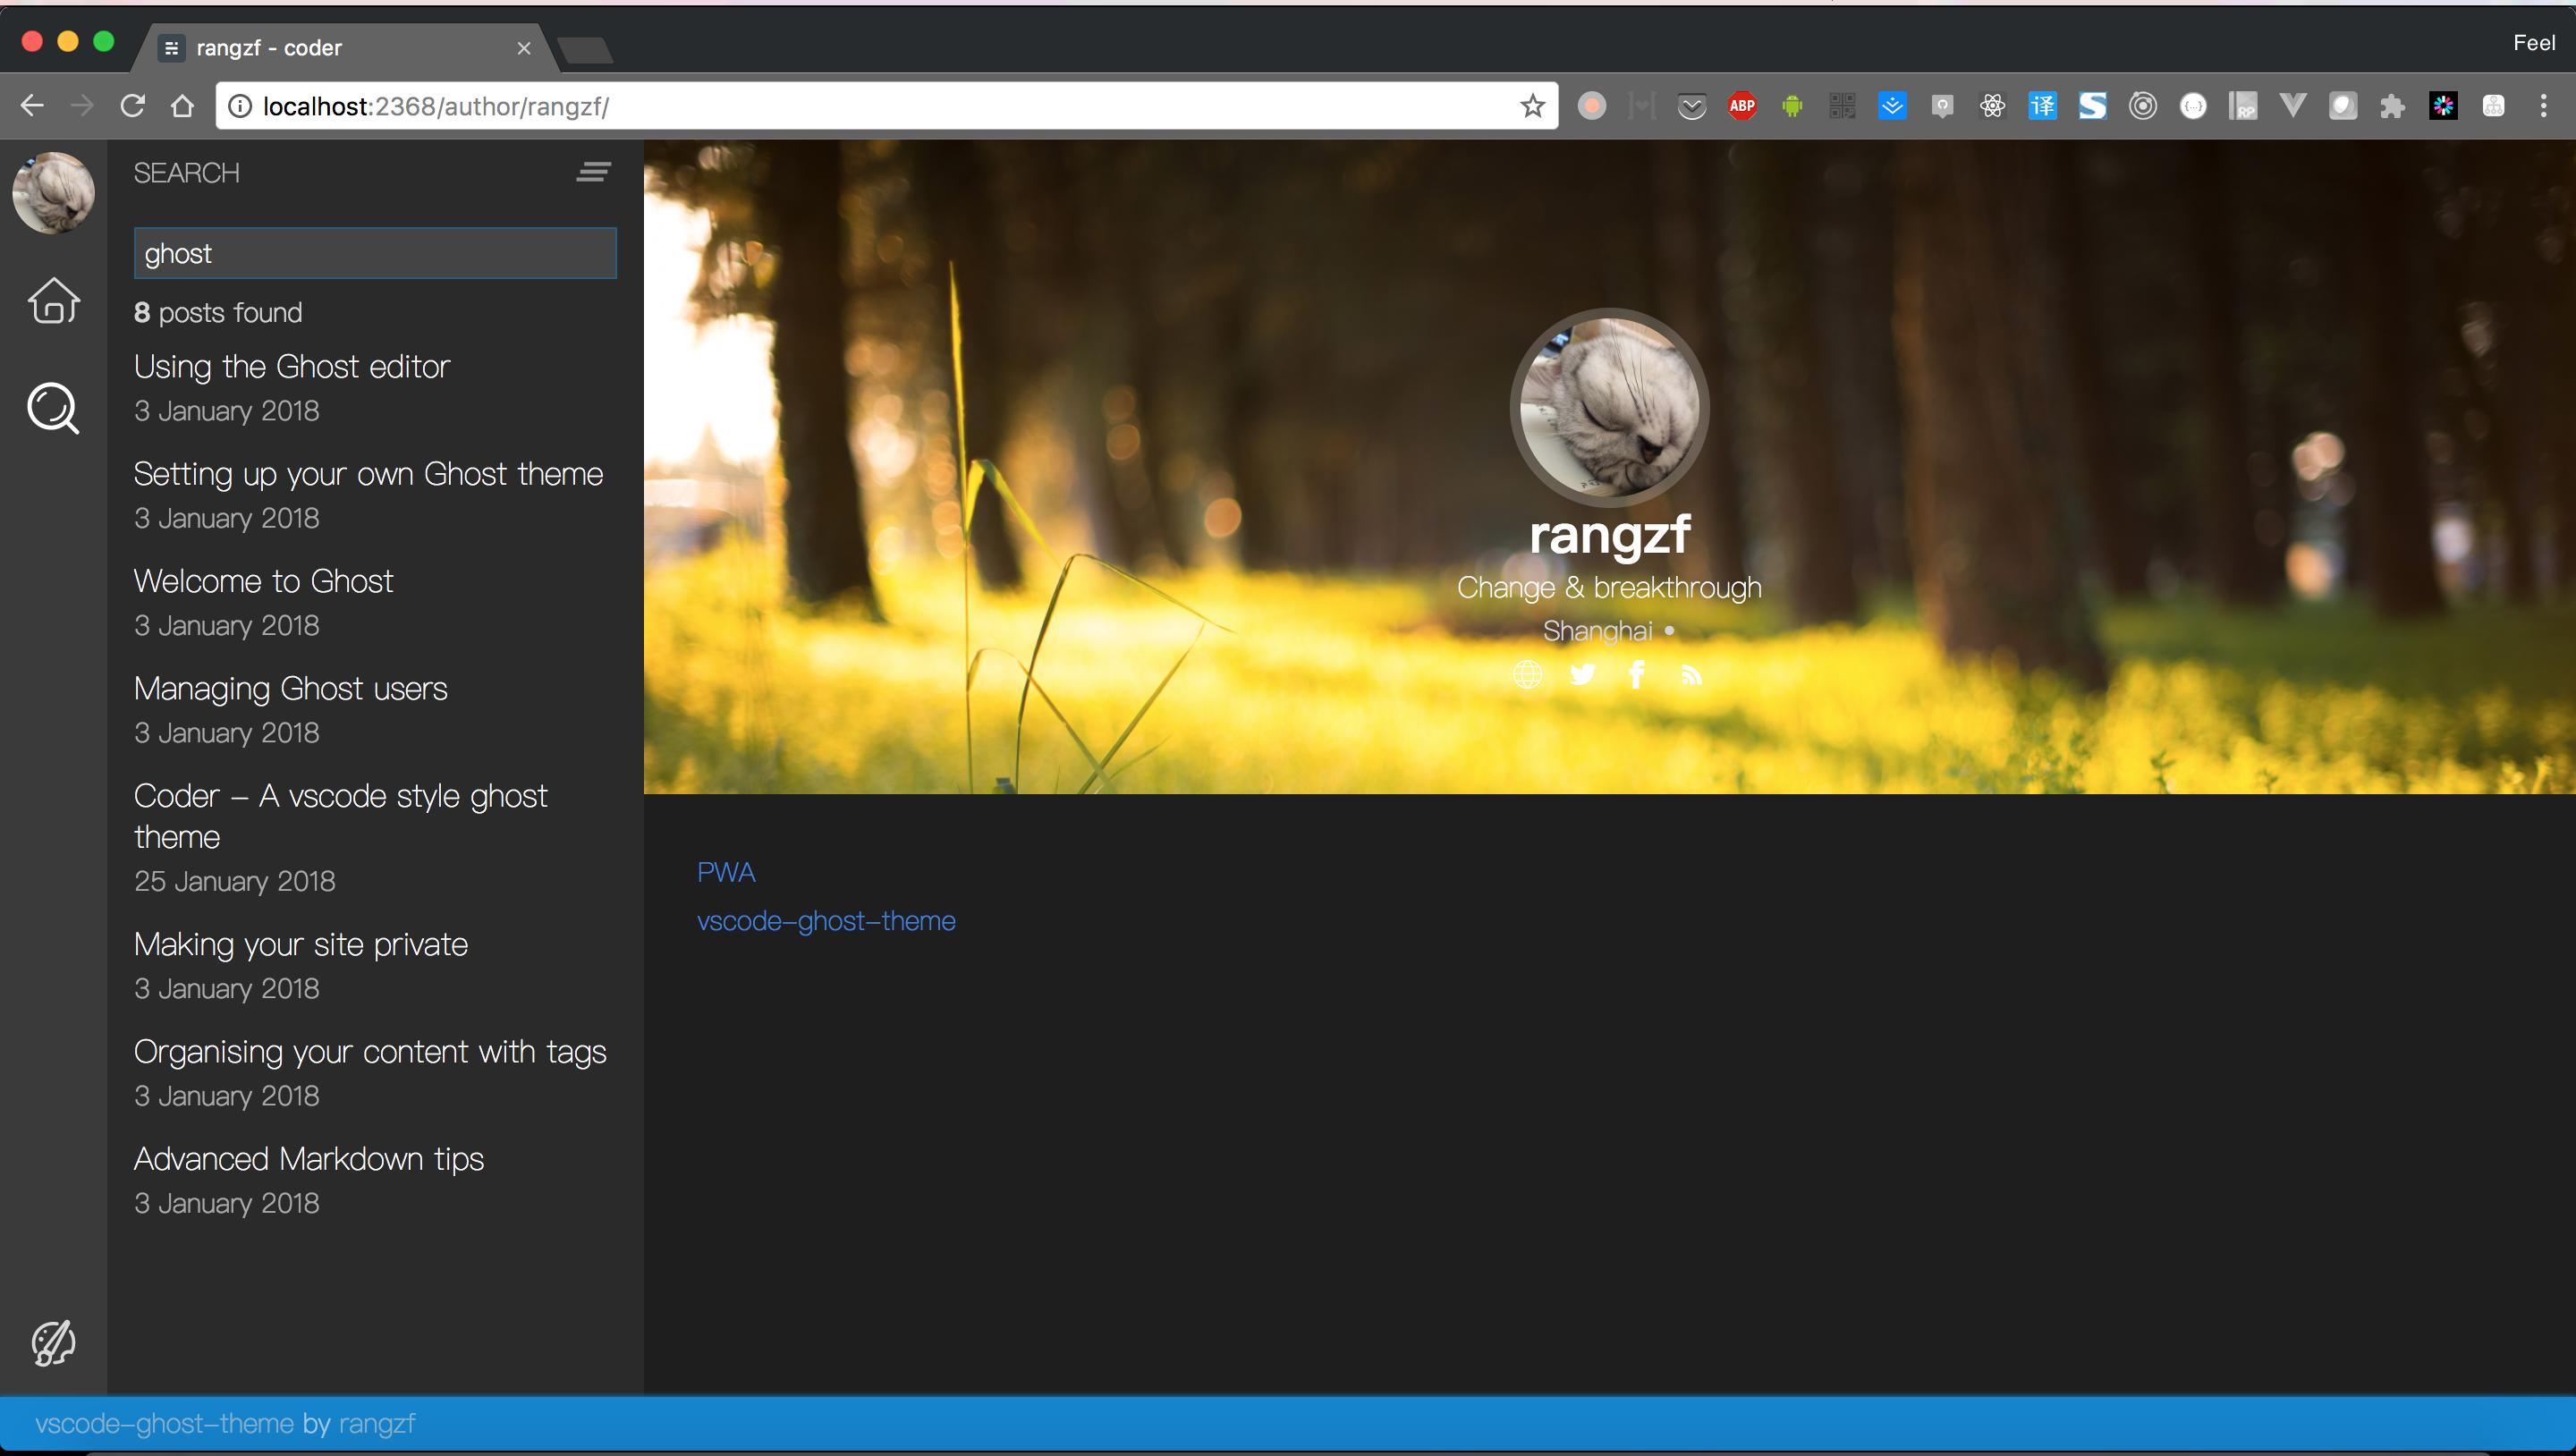 rangzf - coder
Feel
localhost:2368/author/rangzf/
ABP
译
RP
SEARCH
ghost
8 posts found
Using the Ghost editor
3 January 2018
Setting up your own Ghost theme
3 January 2018
Welcome to Ghost
3 January 2018
Managing Ghost users
3 January 2018
Coder – A vscode style ghost
theme
25 January 2018
Making your site private
3 January 2018
Organising your content with tags
3 January 2018
Advanced Markdown tips
3 January 2018
rangzf
Change & breakthrough
Shanghai •
PWA
vscode-ghost-theme
vscode-ghost-theme by rangzf